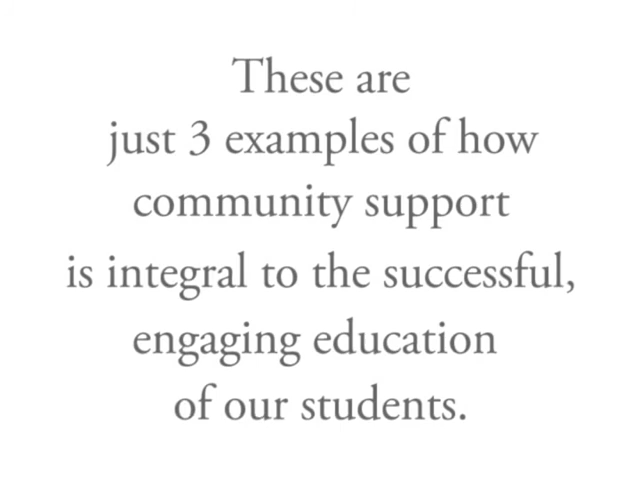 These are
just 3 examples of how
community support
is integral to the successful,
engaging education
of our students.